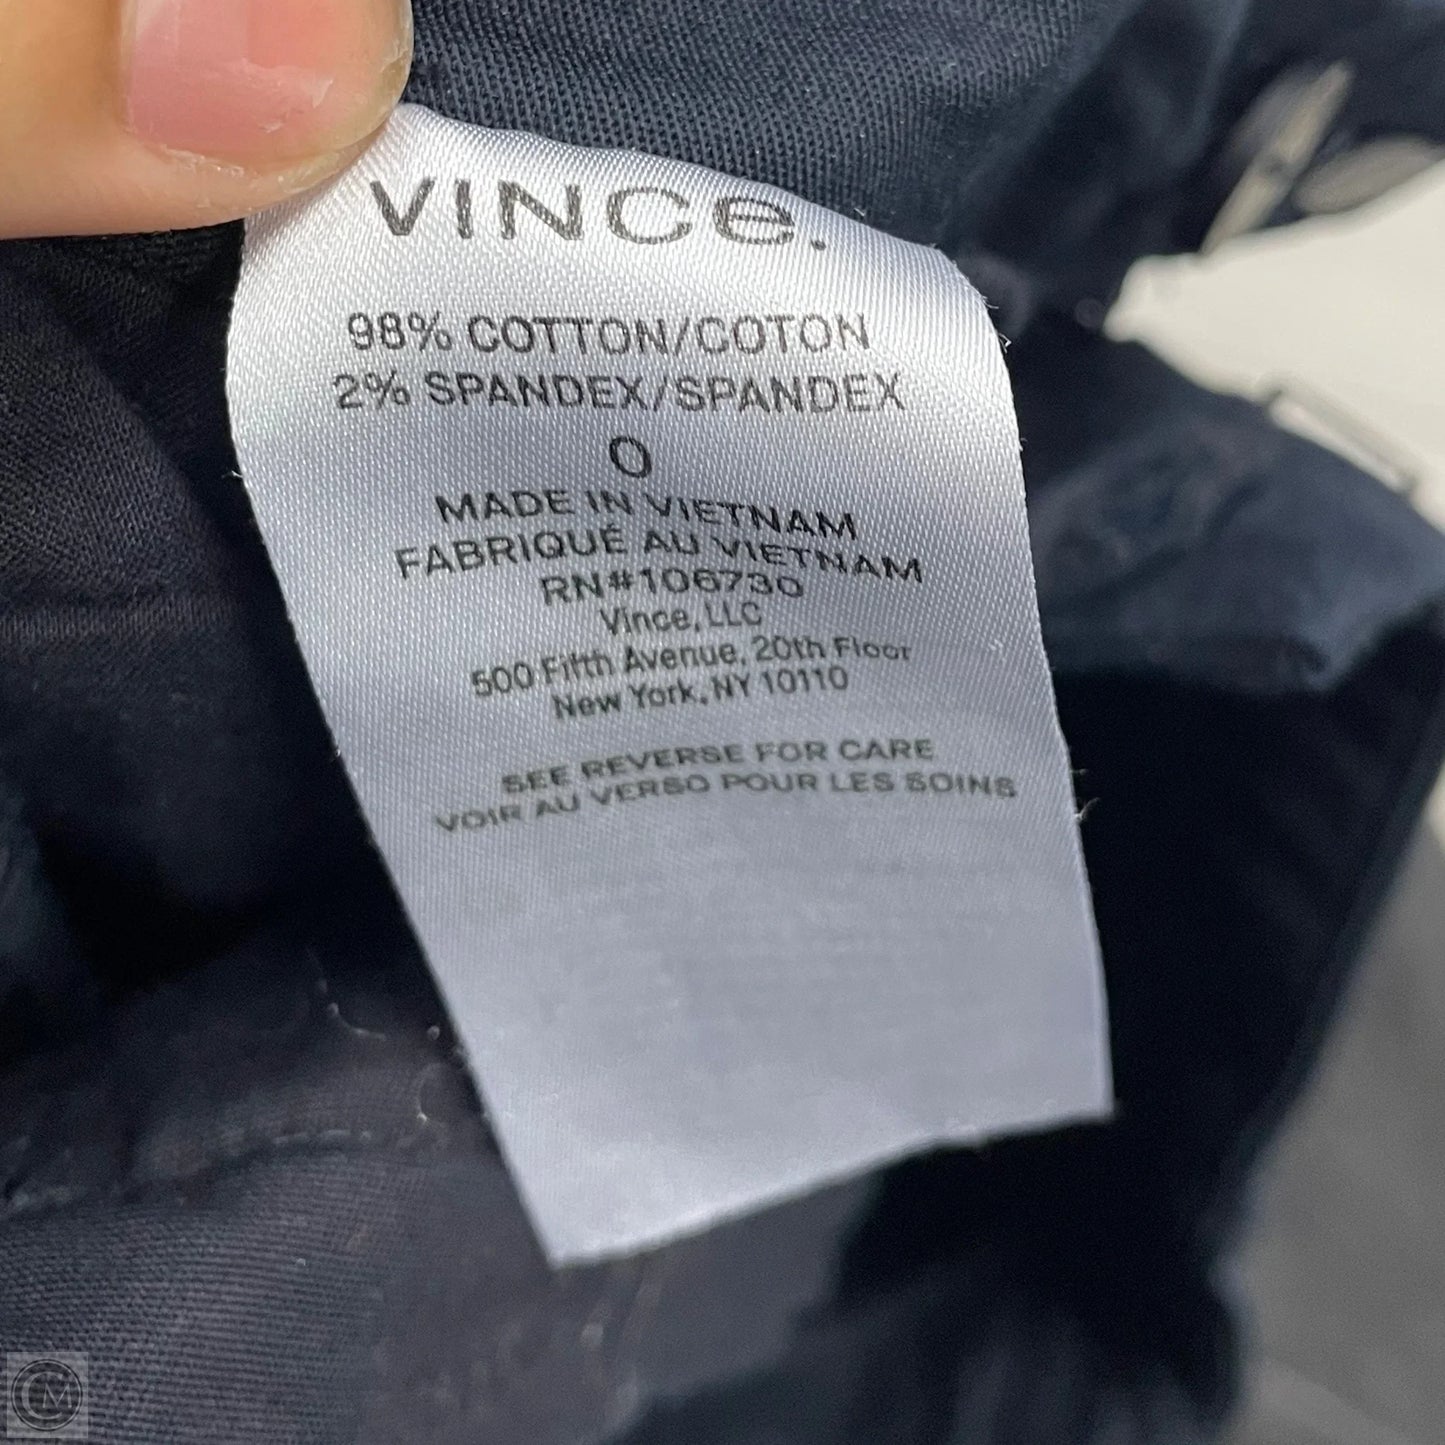 VINCe.
98% COTTON/COTON
2% SPANDEX/SPANDEX
0
MADE IN VIETNAM
FABRIQUÉ AU VIETNAM
RN#106730
Vince, LLC
500 Fifth Avenue, 20th Floor
New York, NY 10110
SEE REVERSE FOR CARE
VOIR AU VERSO POUR LES SOINS
CM